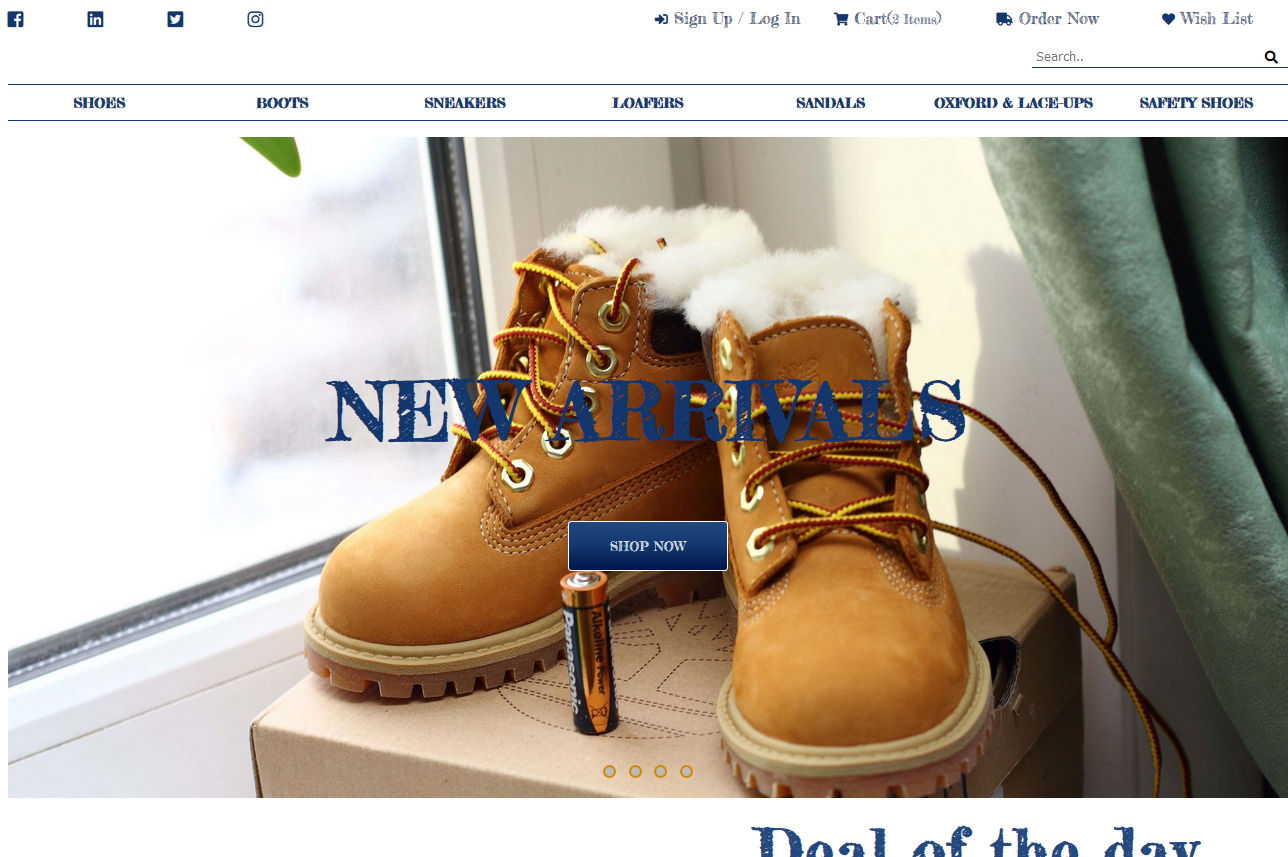 Sign Up / Log In Cart(2 Items) Order Now Wish List
Search..
SHOES BOOTS SNEAKERS LOAFERS SANDALS OXFORD & LACE-UPS SAFETY SHOES
NEW ARRIVALS
SHOP NOW
Panasonic
Alkaline Power
Deal of the day